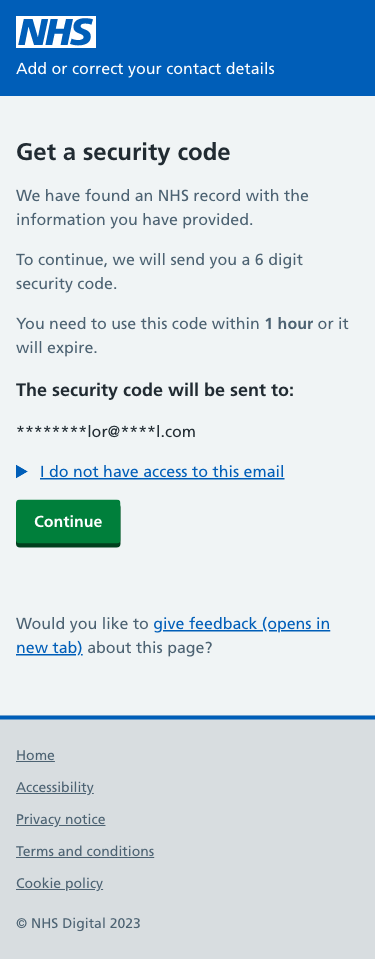 NHS
Add or correct your contact details
Get a security code
We have found an NHS record with the
information you have provided.
To continue, we will send you a 6 digit
security code.
You need to use this code within 1 hour or it
will expire.
The security code will be sent to:
********lor@****l.com
I do not have access to this email
Continue
Would you like to give feedback (opens in
new tab) about this page?
Home
Accessibility
Privacy notice
Terms and conditions
Cookie policy
© NHS Digital 2023